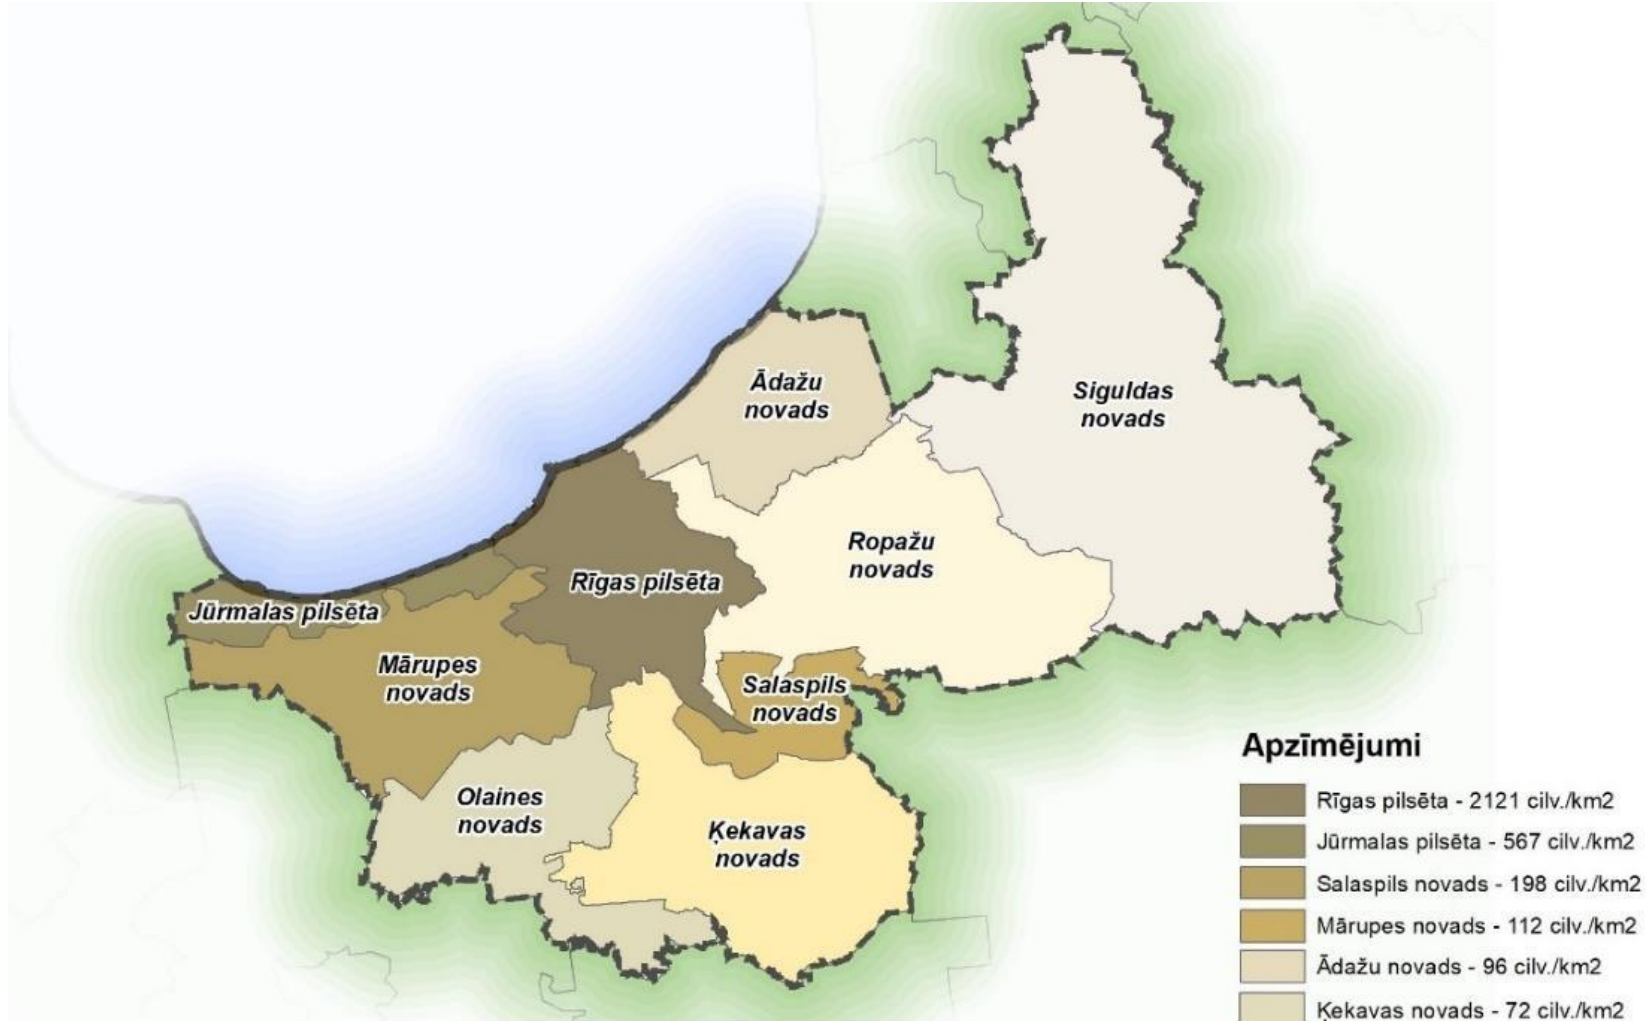 Ādažu
novads
Siguldas
novads
Ropažu
novads
Rīgas pilsēta
Jūrmalas pilsēta
Mārupes
novads
Salaspils
novads
Olaines
novads
Ķekavas
novads
Apzīmējumi
Rīgas pilsēta - 2121 cilv./km2
Jūrmalas pilsēta - 567 cilv./km2
Salaspils novads - 198 cilv./km2
Mārupes novads - 112 cilv./km2
Ādažu novads - 96 cilv./km2
Ķekavas novads - 72 cilv./km2